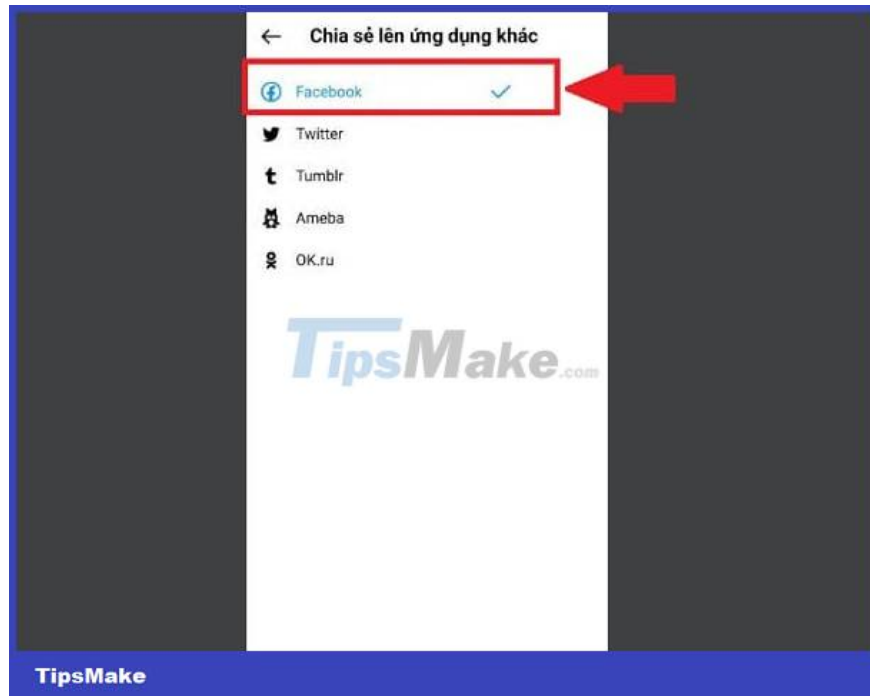 Chia sẻ lên ứng dụng khác
Facebook
Twitter
Tumblr
Ameba
OK.ru
TipsMake.com
TipsMake